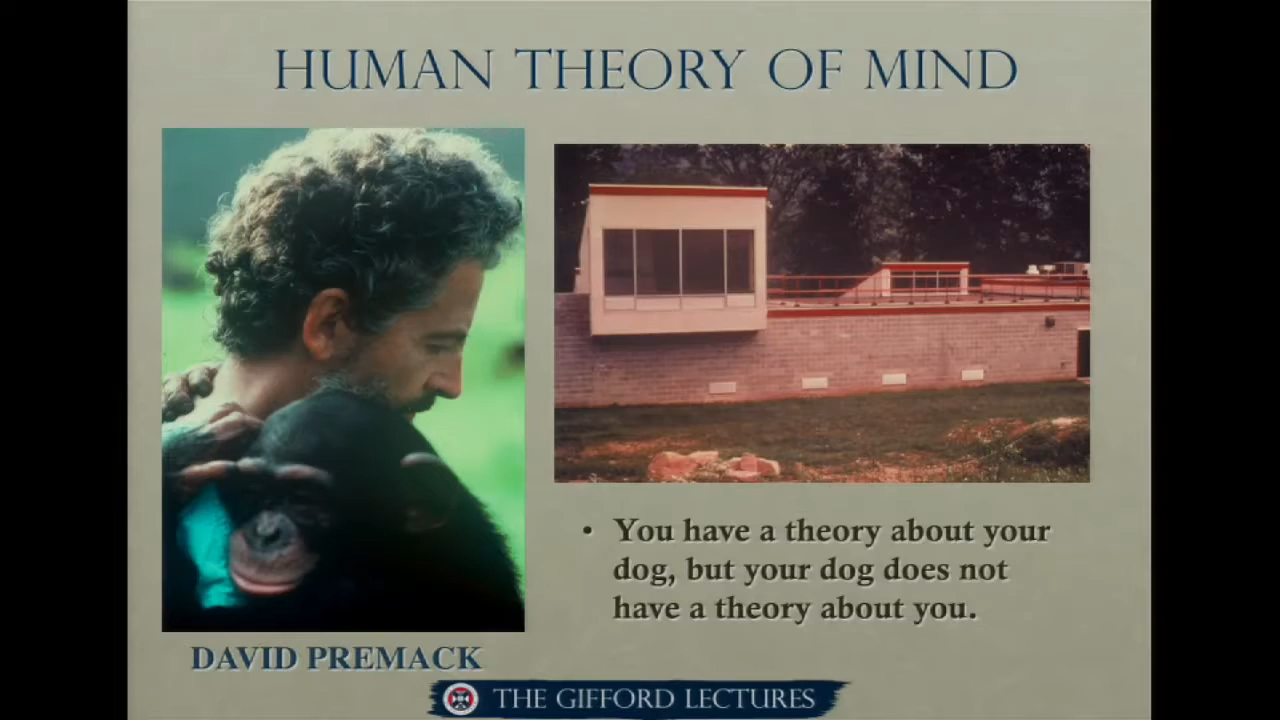 HUMAN THEORY OF MIND
• You have a theory about your
dog, but your dog does not
have a theory about you.
DAVID PREMACK
THE GIFFORD LECTURES